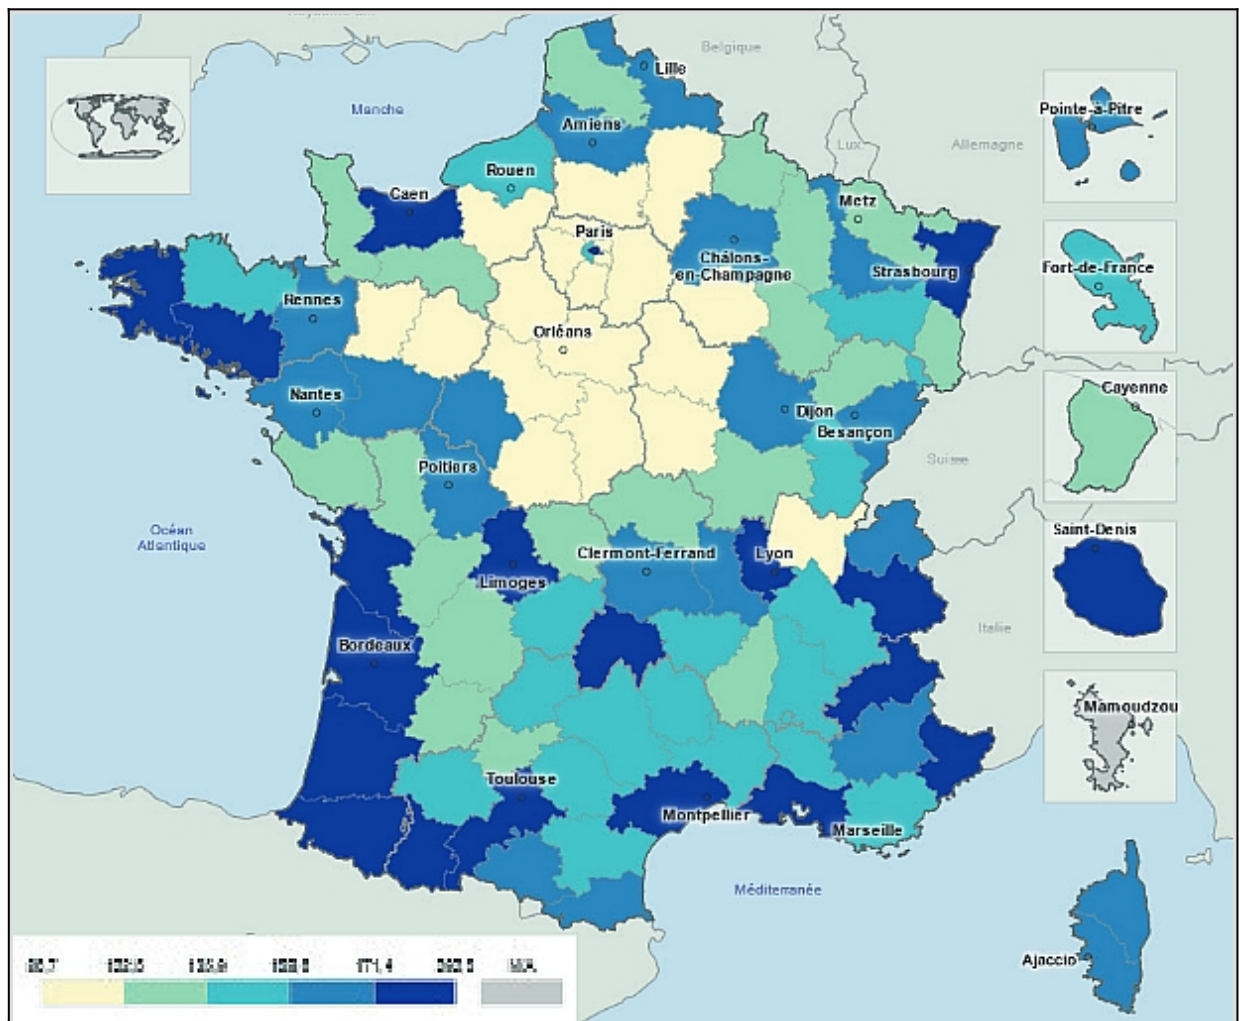 Belgique
Lille
Pointe-à-Pitre
Manche
Amiens
Lux.
Allemagne
Rouen
Caen
Metz
Paris
Châlons-
en-Champagne
Strasbourg
Fort-de-France
Rennes
Orléans
Cayenne
Nantes
Dijon
Besançon
Suisse
Poitiers
Océan
Atlantique
Saint-Denis
Clermont-Ferrand
Lyon
Limoges
Italie
Bordeaux
Mamoudzou
Toulouse
Montpellier
Marseille
Méditerranée
Ajaccio
171,4